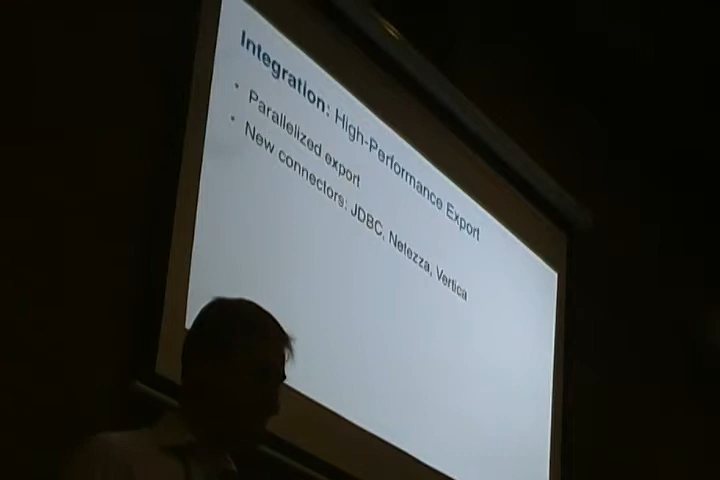 Integration: High-Performance Export
• Parallelized export
• New connectors: JDBC, Netezza, Vertica